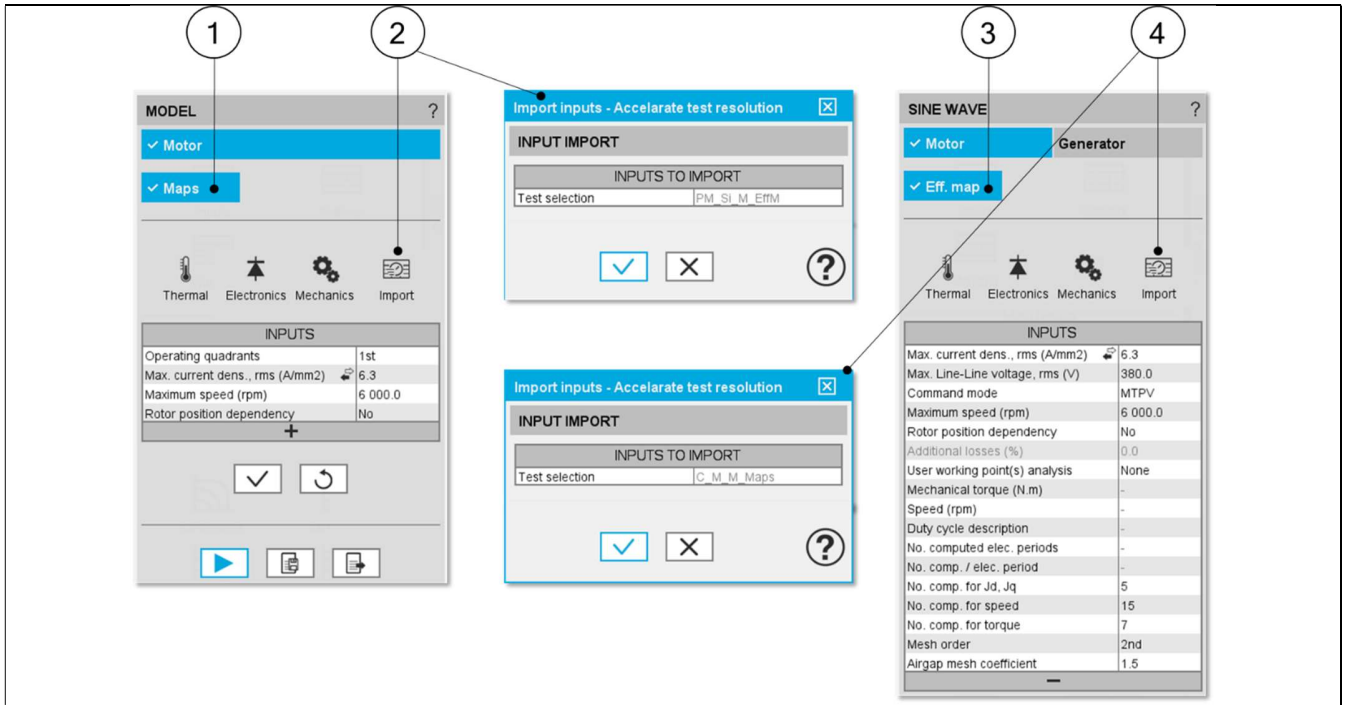 1
2
3
4
MODEL ?
✓ Motor
✓ Maps
Thermal Electronics Mechanics Import
INPUTS
Operating quadrants 1st
Max. current dens., rms (A/mm2) 6.3
Maximum speed (rpm) 6 000.0
Rotor position dependency No
+
Import inputs - Accelarate test resolution
INPUT IMPORT
INPUTS TO IMPORT
Test selection PM_Si_M_EffM
?
Import inputs - Accelarate test resolution
INPUT IMPORT
INPUTS TO IMPORT
Test selection C_M_M_Maps
?
SINE WAVE ?
✓ Motor Generator
✓ Eff. map
Thermal Electronics Mechanics Import
INPUTS
Max. current dens., rms (A/mm2) 6.3
Max. Line-Line voltage, rms (V) 380.0
Command mode MTPV
Maximum speed (rpm) 6 000.0
Rotor position dependency No
Additional losses (%) 0.0
User working point(s) analysis None
Mechanical torque (N.m) -
Speed (rpm) -
Duty cycle description -
No. computed elec. periods -
No. comp. / elec. period -
No. comp. for Jd, Jq 5
No. comp. for speed 15
No. comp. for torque 7
Mesh order 2nd
Airgap mesh coefficient 1.5
−